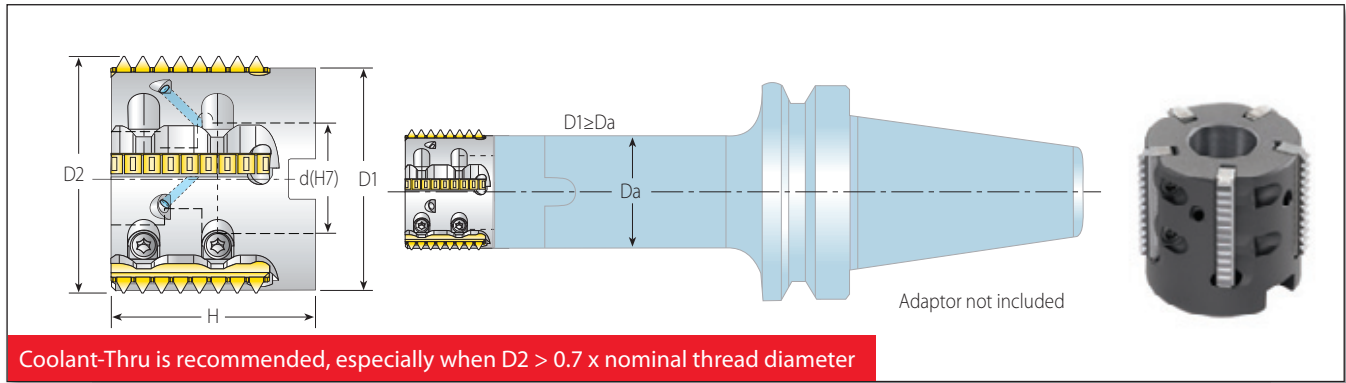 D2
d(H7)
D1
H
D1≥Da
Da
Adaptor not included
Coolant-Thru is recommended, especially when D2 > 0.7 x nominal thread diameter